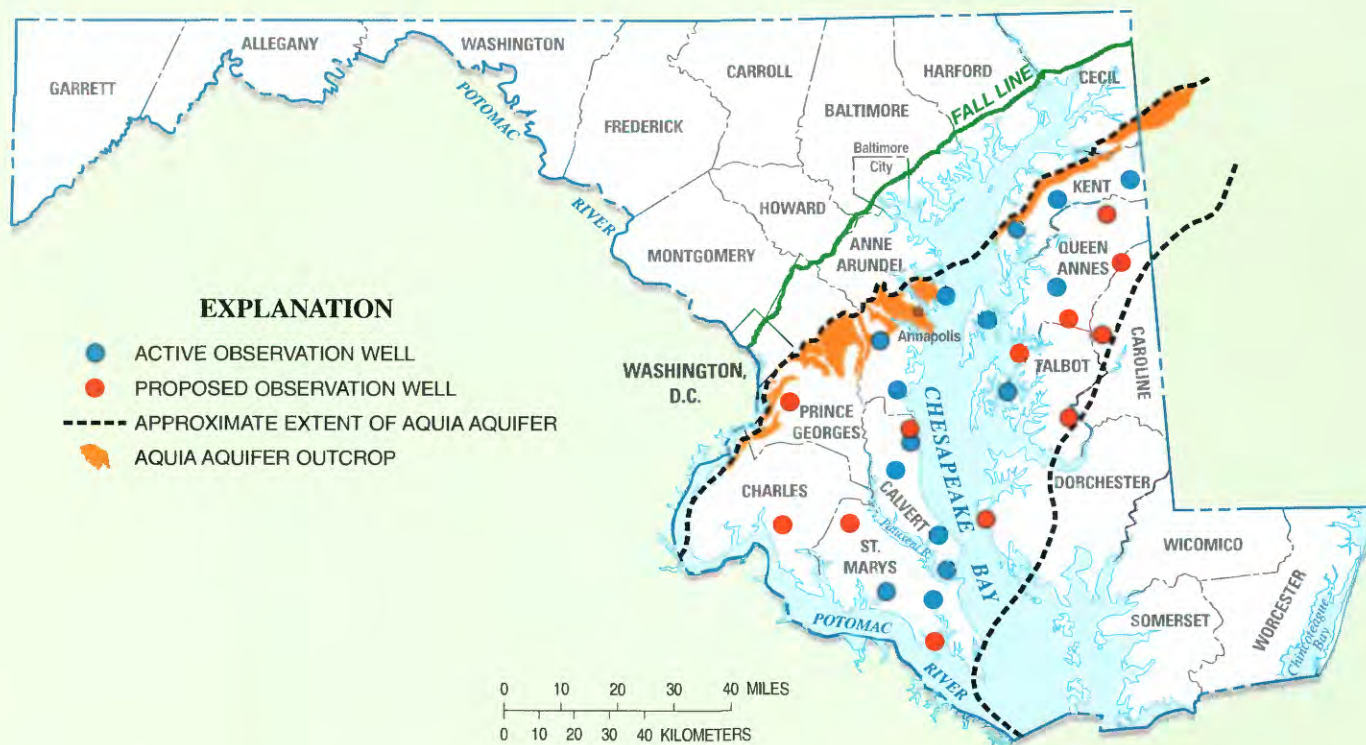 GARRETT
ALLEGANY
WASHINGTON
POTOMAC
RIVER
FREDERICK
CARROLL
BALTIMORE
Baltimore
City
HARFORD
CECIL
FALL LINE
HOWARD
MONTGOMERY
ANNE
ARUNDEL
KENT
QUEEN
ANNES
Annapolis
WASHINGTON,
D.C.
TALBOT
CAROLINE
PRINCE
GEORGES
CHESAPEAKE BAY
CHARLES
CALVERT
Patuxent R.
ST.
MARYS
DORCHESTER
WICOMICO
SOMERSET
WORCESTER
Chincoteague
Bay
POTOMAC
RIVER
EXPLANATION
ACTIVE OBSERVATION WELL
PROPOSED OBSERVATION WELL
APPROXIMATE EXTENT OF AQUIA AQUIFER
AQUIA AQUIFER OUTCROP
0 10 20 30 40 MILES
0 10 20 30 40 KILOMETERS